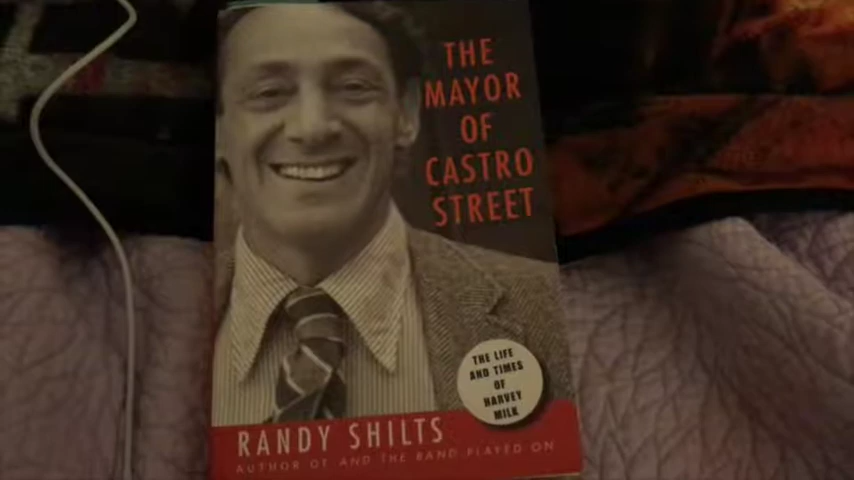 THE
MAYOR
OF
CASTRO
STREET
THE LIFE
AND TIMES
OF
HARVEY
MILK
RANDY SHILTS
AUTHOR OF AND THE BAND PLAYED ON